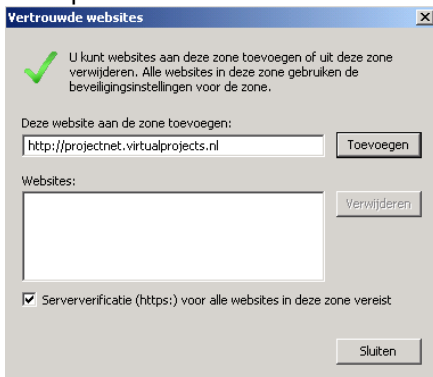 Vertrouwde websites
U kunt websites aan deze zone toevoegen of uit deze zone
verwijderen. Alle websites in deze zone gebruiken de
beveiligingsinstellingen voor de zone.
Deze website aan de zone toevoegen:
http://projectnet.virtualprojects.nl
Toevoegen
Websites:
Verwijderen
Serververificatie (https:) voor alle websites in deze zone vereist
Sluiten